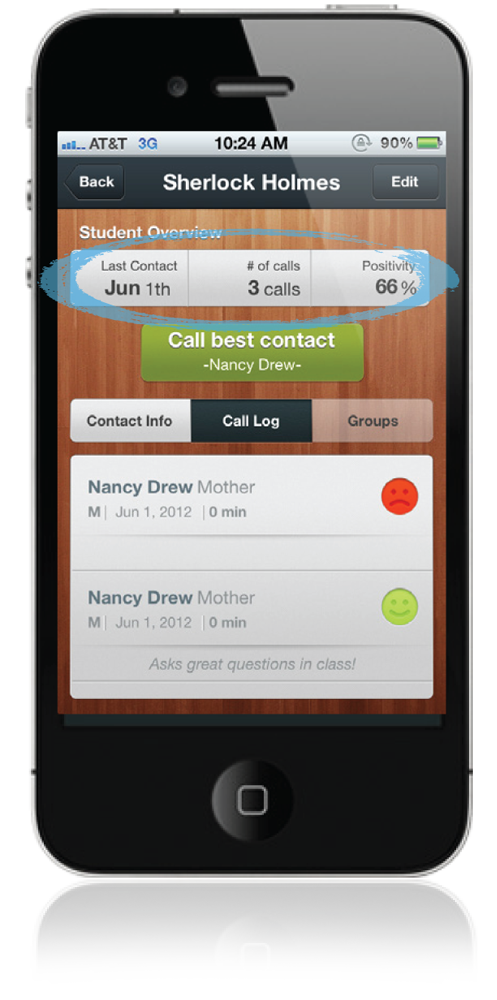 AT&T 3G 10:24 AM 90%
Back Sherlock Holmes Edit
Student Overview
Last Contact # of calls Positivity
Jun 1th 3 calls 66 %
Call best contact
-Nancy Drew-
Contact Info Call Log Groups
Nancy Drew Mother
M | Jun 1, 2012 | 0 min
Nancy Drew Mother
M | Jun 1, 2012 | 0 min
Asks great questions in class!